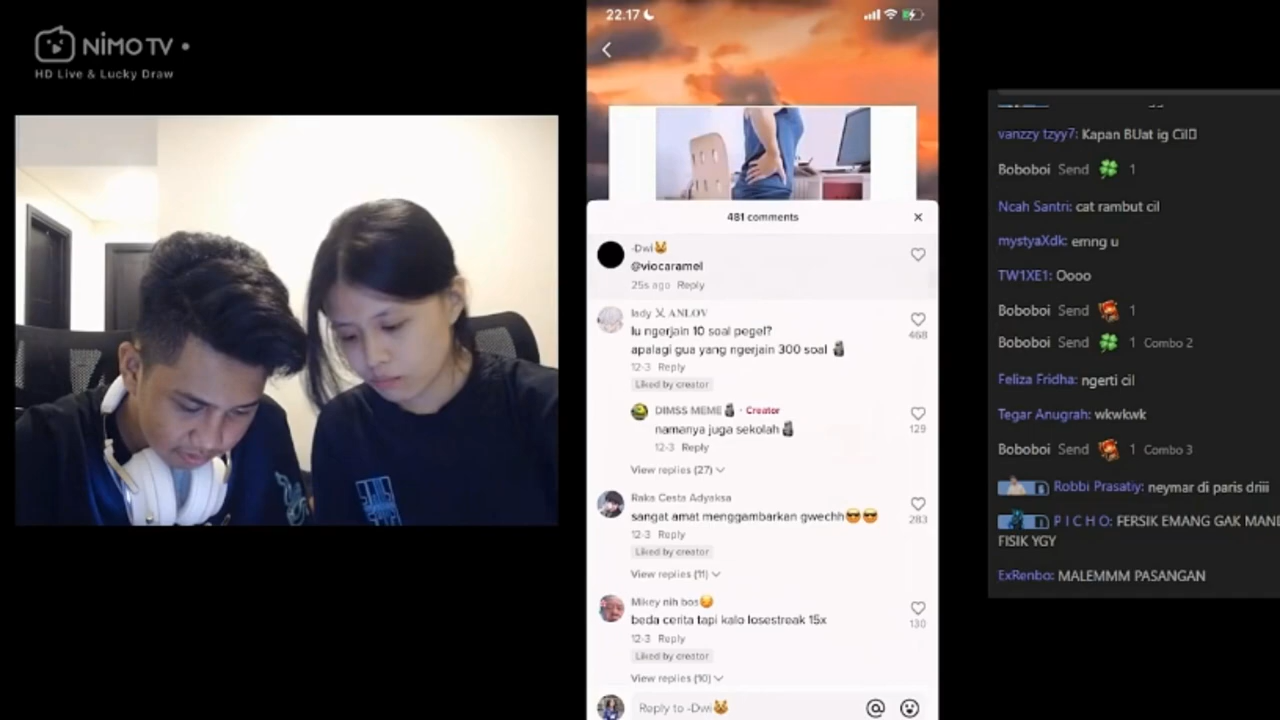 NiMO TV
HD Live & Lucky Draw
22.17
481 comments
-Dwi😼
@viocaramel
25s ago Reply
lady 乂 ANLOV
lu ngerjain 10 soal pegel?
apalagi gua yang ngerjain 300 soal 🗿
468
12-3 Reply
Liked by creator
DIMSS MEME🗿 · Creator
namanya juga sekolah🗿
129
12-3 Reply
View replies (27)
Raka Cesta Adyaksa
sangat amat menggambarkan gwechh😎😎
283
12-3 Reply
Liked by creator
View replies (11)
Mikey nih bos
beda cerita tapi kalo losestreak 15x
130
12-3 Reply
Liked by creator
View replies (10)
Reply to -Dwi😼
vanzzy tzyy7: Kapan BUat ig Cil
Boboboi Send 🍀 1
Ncah Santri: cat rambut cil
mystyaXdk: emng u
TW1XE1: Oooo
Boboboi Send 1
Boboboi Send 🍀 1 Combo 2
Feliza Fridha: ngerti cil
Tegar Anugrah: wkwkwk
Boboboi Send 1 Combo 3
Robbi Prasatiy: neymar di paris driii
P I C H O: FERSIK EMANG GAK MAND
FISIK YGY
ExRenbo: MALEMMM PASANGAN